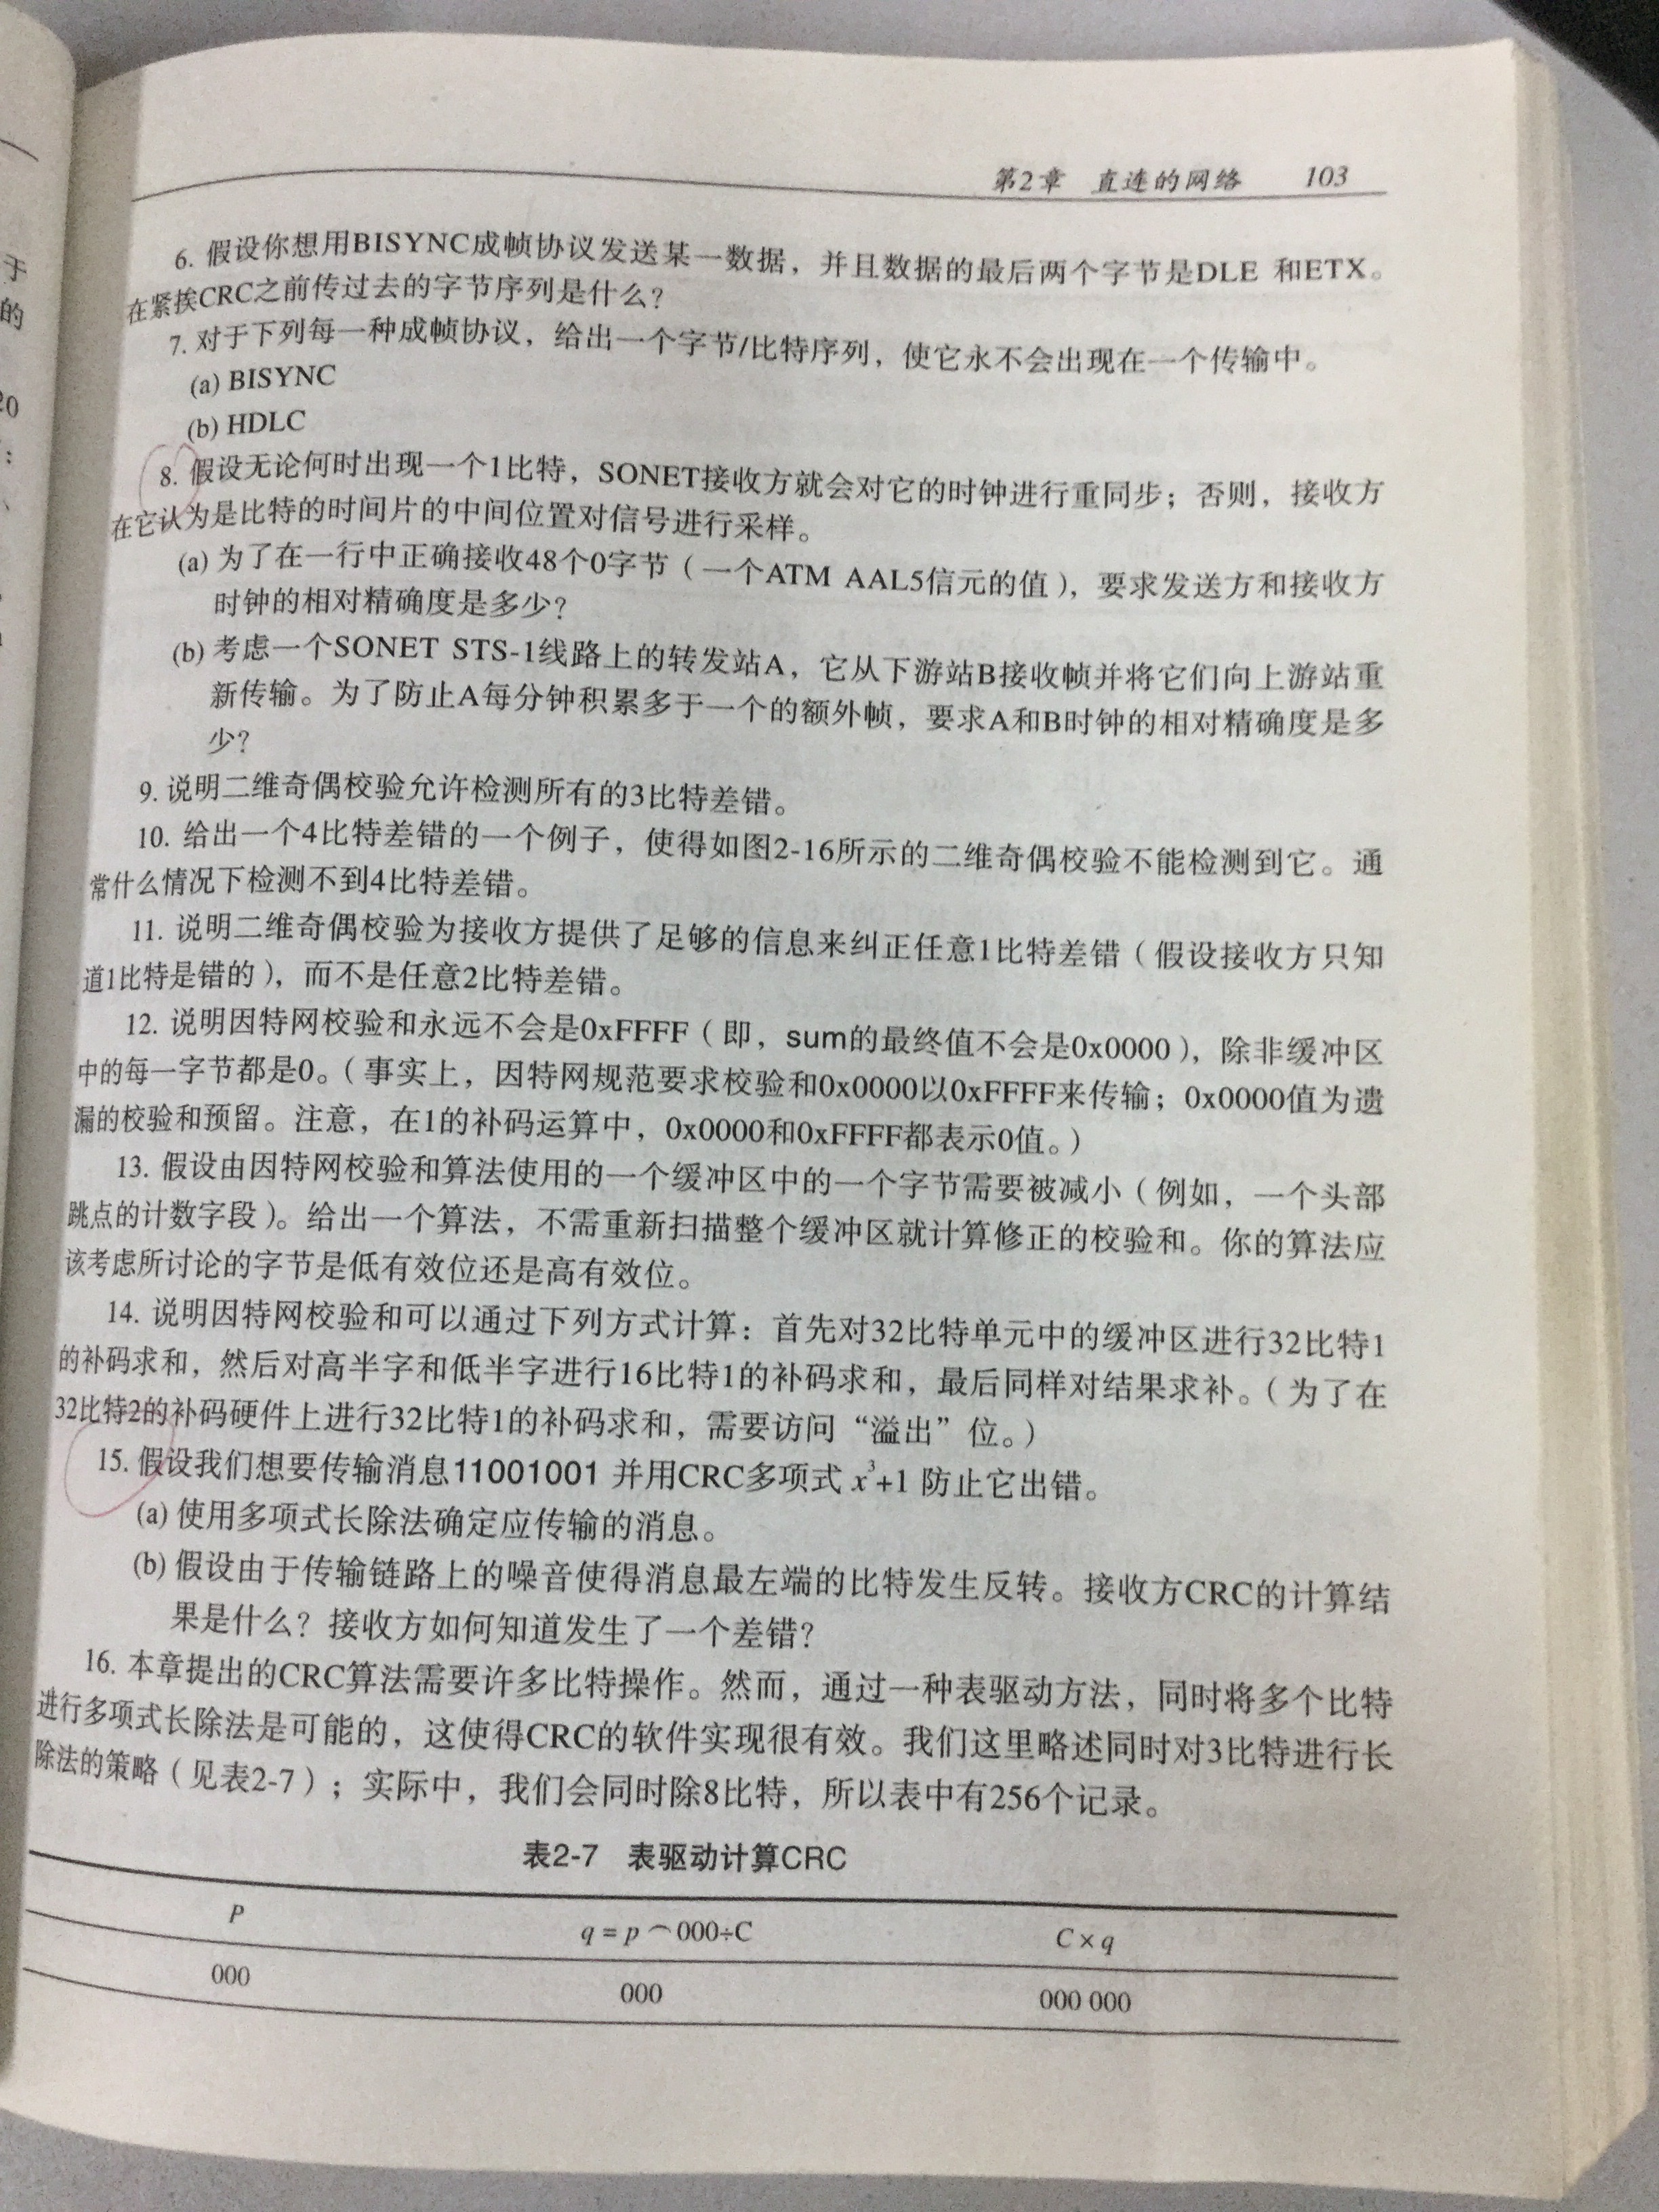 第2章 直连的网络 103
6. 假设你想用BISYNC成帧协议发送某一数据，并且数据的最后两个字节是DLE 和ETX。
在紧挨CRC之前传过去的字节序列是什么？
7. 对于下列每一种成帧协议，给出一个字节/比特序列，使它永不会出现在一个传输中。
(a) BISYNC
(b) HDLC
8. 假设无论何时出现一个1比特，SONET接收方就会对它的时钟进行重同步；否则，接收方
在它认为是比特的时间片的中间位置对信号进行采样。
(a) 为了在一行中正确接收48个0字节（一个ATM AAL5信元的值），要求发送方和接收方
时钟的相对精确度是多少？
(b) 考虑一个SONET STS-1线路上的转发站A，它从下游站B接收帧并将它们向上游站重
新传输。为了防止A每分钟积累多于一个的额外帧，要求A和B时钟的相对精确度是多
少？
9. 说明二维奇偶校验允许检测所有的3比特差错。
10. 给出一个4比特差错的一个例子，使得如图2-16所示的二维奇偶校验不能检测到它。通
常什么情况下检测不到4比特差错。
11. 说明二维奇偶校验为接收方提供了足够的信息来纠正任意1比特差错（假设接收方只知
道1比特是错的），而不是任意2比特差错。
12. 说明因特网校验和永远不会是0xFFFF（即，sum的最终值不会是0x0000），除非缓冲区
中的每一字节都是0。（事实上，因特网规范要求校验和0x0000以0xFFFF来传输；0x0000值为遗
漏的校验和预留。注意，在1的补码运算中，0x0000和0xFFFF都表示0值。）
13. 假设由因特网校验和算法使用的一个缓冲区中的一个字节需要被减小（例如，一个头部
跳点的计数字段）。给出一个算法，不需重新扫描整个缓冲区就计算修正的校验和。你的算法应
该考虑所讨论的字节是低有效位还是高有效位。
14. 说明因特网校验和可以通过下列方式计算：首先对32比特单元中的缓冲区进行32比特1
的补码求和，然后对高半字和低半字进行16比特1的补码求和，最后同样对结果求补。（为了在
32比特2的补码硬件上进行32比特1的补码求和，需要访问“溢出”位。）
15. 假设我们想要传输消息11001001 并用CRC多项式 x³+1 防止它出错。
(a) 使用多项式长除法确定应传输的消息。
(b) 假设由于传输链路上的噪音使得消息最左端的比特发生反转。接收方CRC的计算结
果是什么？接收方如何知道发生了一个差错？
16. 本章提出的CRC算法需要许多比特操作。然而，通过一种表驱动方法，同时将多个比特
进行多项式长除法是可能的，这使得CRC的软件实现很有效。我们这里略述同时对3比特进行长
除法的策略（见表2-7）；实际中，我们会同时除8比特，所以表中有256个记录。
表2-7 表驱动计算CRC
P q = p ⌒ 000÷C C × q
000 000 000 000
于
的
20
：
、